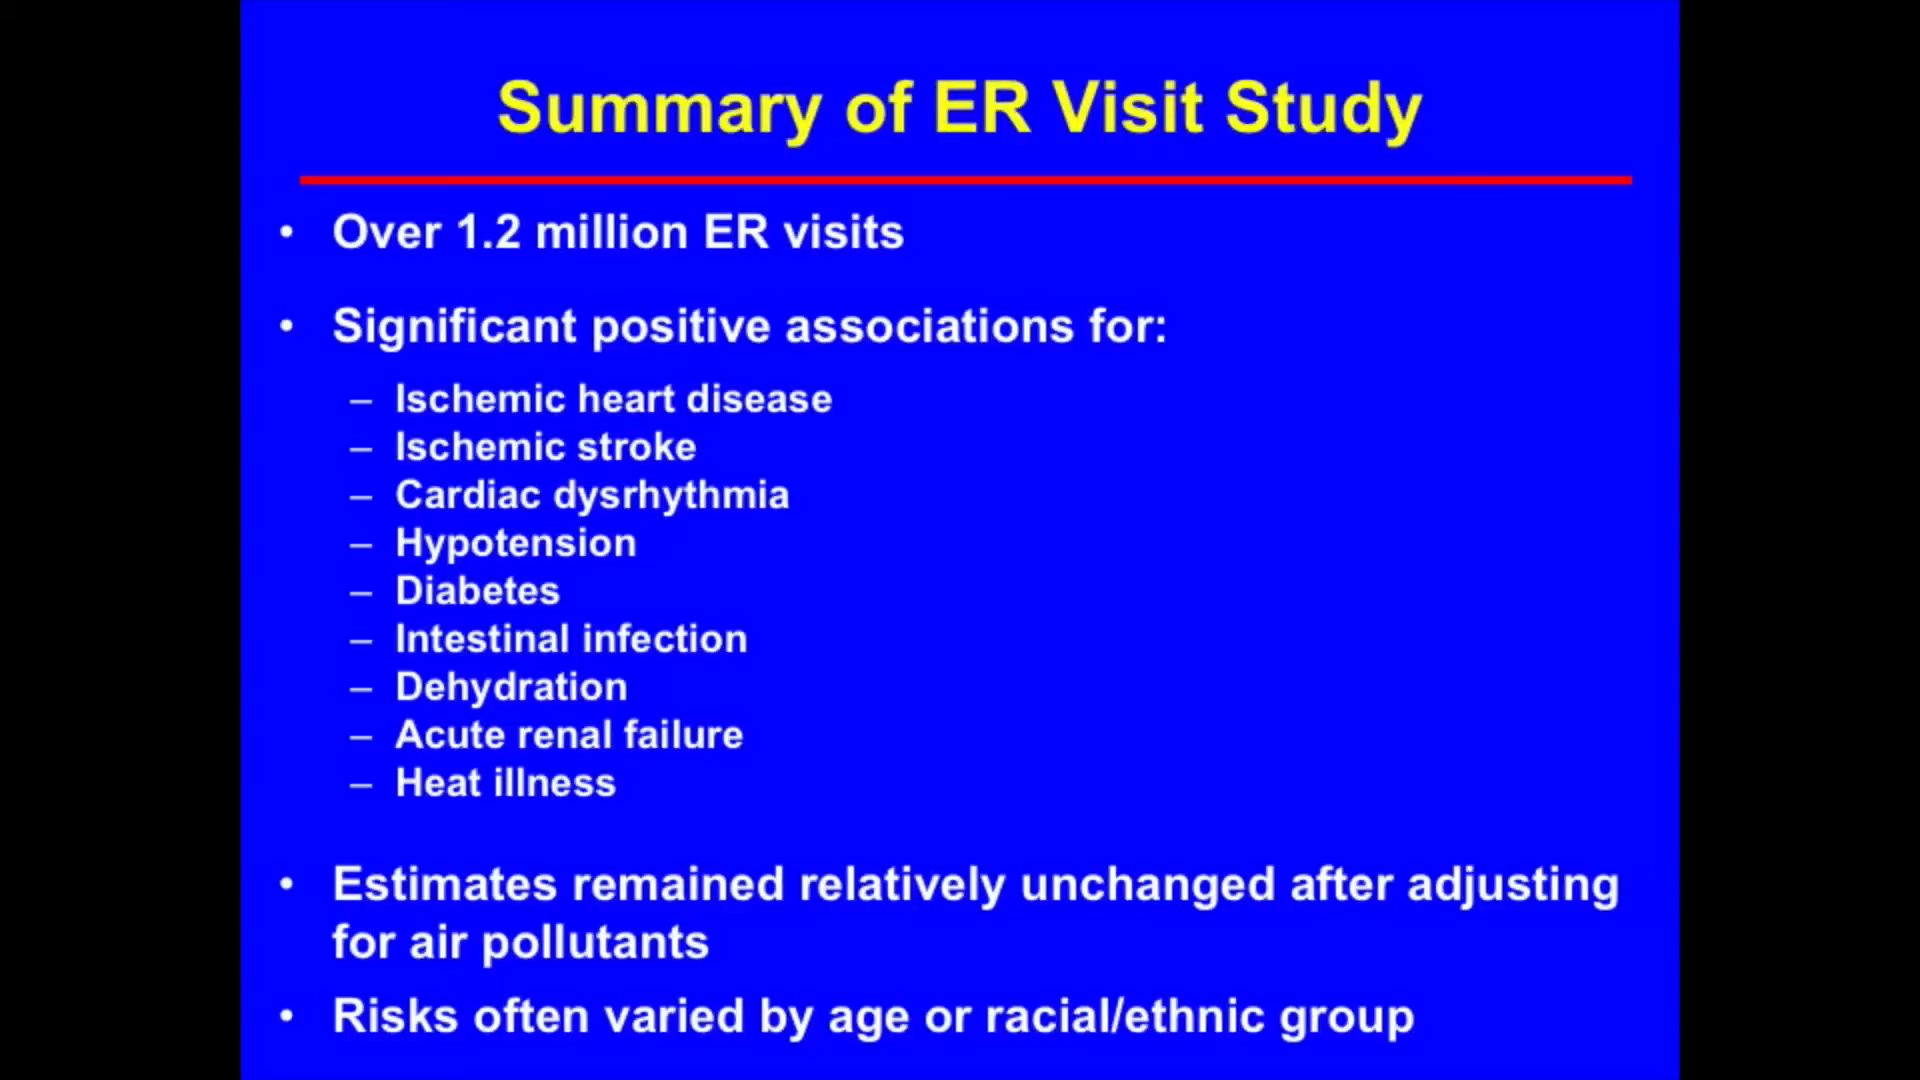 Summary of ER Visit Study
• Over 1.2 million ER visits
• Significant positive associations for:
– Ischemic heart disease
– Ischemic stroke
– Cardiac dysrhythmia
– Hypotension
– Diabetes
– Intestinal infection
– Dehydration
– Acute renal failure
– Heat illness
• Estimates remained relatively unchanged after adjusting
for air pollutants
• Risks often varied by age or racial/ethnic group